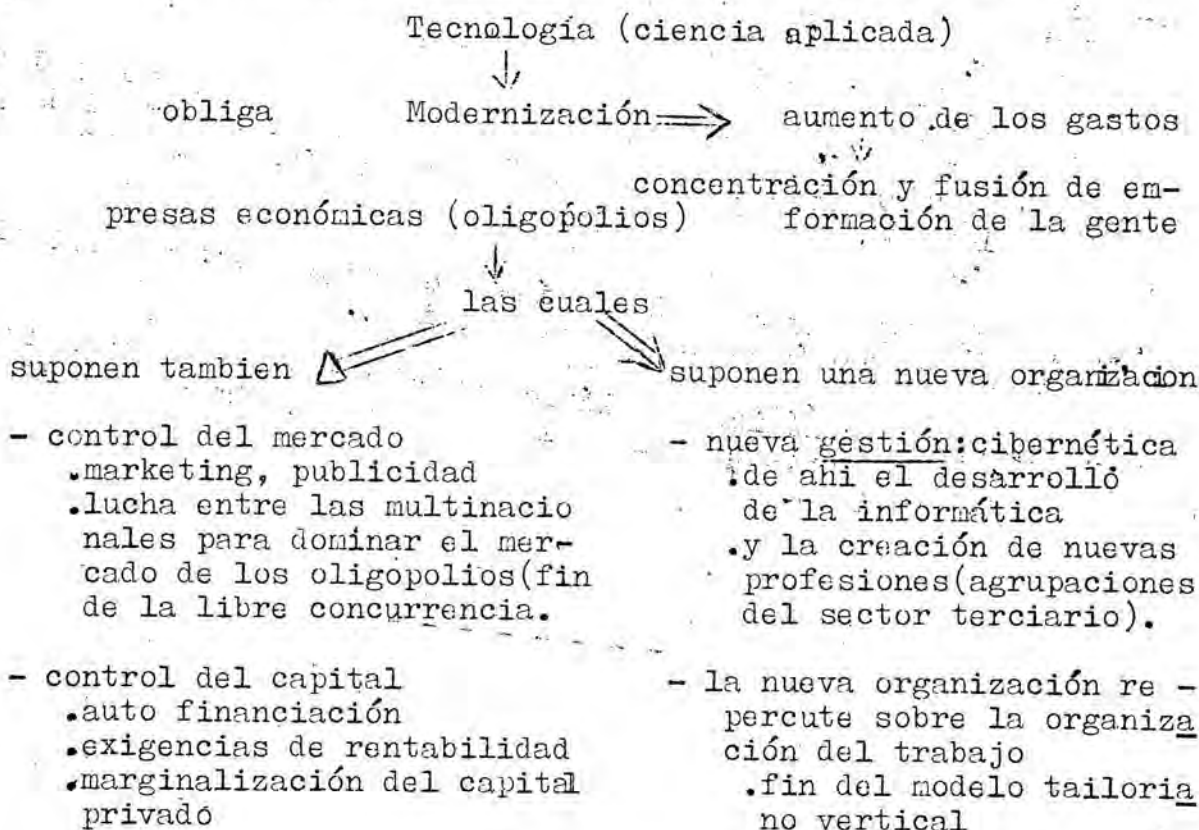 Tecnología (ciencia aplicada)
obliga Modernización aumento de los gastos
concentración y fusión de em-
presas económicas (oligopolios) formación de la gente
las cuales
suponen tambien
- control del mercado
.marketing, publicidad
.lucha entre las multinacio
nales para dominar el mer-
cado de los oligopolios(fin
de la libre concurrencia.
- control del capital
.auto financiación
.exigencias de rentabilidad
.marginalización del capital
privado
suponen una nueva organizacion
- nueva gestión:cibernética
.de ahi el desarrollo
de la informática
.y la creación de nuevas
profesiones(agrupaciones
del sector terciario).
- la nueva organización re -
percute sobre la organiza
ción del trabajo
.fin del modelo tailoria
no vertical